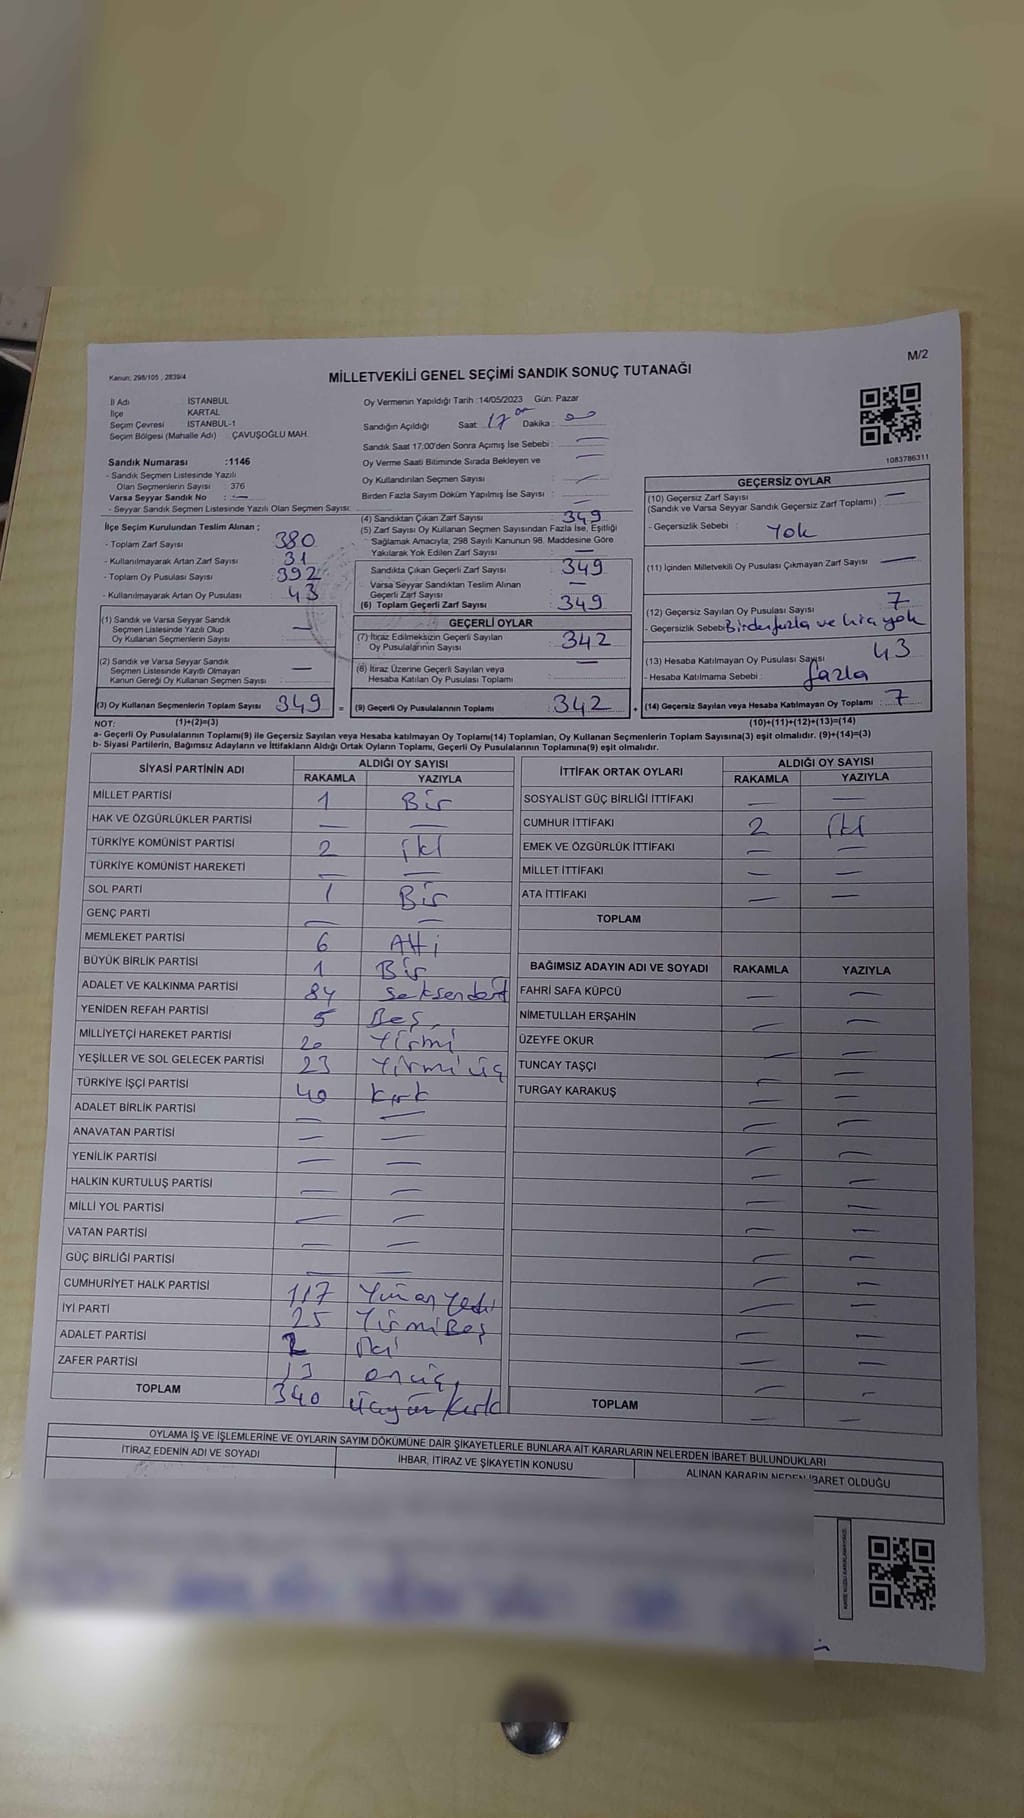 Kanun: 298/105 , 2839/4
M/2
MİLLETVEKİLİ GENEL SEÇİMİ SANDIK SONUÇ TUTANAĞI
İl Adı İSTANBUL
İlçe KARTAL
Seçim Çevresi İSTANBUL-1
Seçim Bölgesi (Mahalle Adı) ÇAVUŞOĞLU MAH.
Sandık Numarası :1146
- Sandık Seçmen Listesinde Yazılı
Olan Seçmenlerin Sayısı : 376
Varsa Seyyar Sandık No : —
- Seyyar Sandık Seçmen Listesinde Yazılı Olan Seçmen Sayısı:
Oy Vermenin Yapıldığı Tarih :14/05/2023 Gün: Pazar
Sandığın Açıldığı Saat: 17 Dakika :
Sandık Saat 17.00'den Sonra Açımış İse Sebebi : —
Oy Verme Saati Bitiminde Sırada Bekleyen ve
Oy Kullandırılan Seçmen Sayısı : —
Birden Fazla Sayım Döküm Yapılmış İse Sayısı : —
1083786311
İlçe Seçim Kurulundan Teslim Alınan ;
- Toplam Zarf Sayısı 380
- Kullanılmayarak Artan Zarf Sayısı 31
- Toplam Oy Pusulası Sayısı 392
- Kullanılmayarak Artan Oy Pusulası 43
(1) Sandık ve Varsa Seyyar Sandık
Seçmen Listesinde Yazılı Olup
Oy Kullanan Seçmenlerin Sayısı —
(2) Sandık ve Varsa Seyyar Sandık
Seçmen Listesinde Kayıtlı Olmayan
Kanun Gereği Oy Kullanan Seçmen Sayısı : —
(3) Oy Kullanan Seçmenlerin Toplam Sayısı 349 =
(4) Sandıktan Çıkan Zarf Sayısı 349
(5) Zarf Sayısı Oy Kullanan Seçmen Sayısından Fazla İse, Eşitliği
Sağlamak Amacıyla, 298 Sayılı Kanunun 98. Maddesine Göre
Yakılarak Yok Edilen Zarf Sayısı —
Sandıkta Çıkan Geçerli Zarf Sayısı 349
Varsa Seyyar Sandıktan Teslim Alınan
Geçerli Zarf Sayısı —
(6) Toplam Geçerli Zarf Sayısı 349
GEÇERLİ OYLAR
(7) İtiraz Edilmeksizin Geçerli Sayılan
Oy Pusulalarının Sayısı 342
(8) İtiraz Üzerine Geçerli Sayılan veya
Hesaba Katılan Oy Pusulası Toplamı —
(9) Geçerli Oy Pusulalarının Toplamı 342 +
GEÇERSİZ OYLAR
(10) Geçersiz Zarf Sayısı —
(Sandık ve Varsa Seyyar Sandık Geçersiz Zarf Toplamı)
- Geçersizlik Sebebi : Yok
(11) İçinden Milletvekili Oy Pusulası Çıkmayan Zarf Sayısı —
(12) Geçersiz Sayılan Oy Pusulası Sayısı 7
- Geçersizlik Sebebi: Birden fazla ve hiç yok
(13) Hesaba Katılmayan Oy Pusulası Sayısı 43
- Hesaba Katılmama Sebebi : fazla
(14) Geçersiz Sayılan veya Hesaba Katılmayan Oy Toplamı : 7
NOT: (1)+(2)=(3) (10)+(11)+(12)+(13)=(14)
a- Geçerli Oy Pusulasının Toplamı(9) ile Geçersiz Sayılan veya Hesaba katılmayan Oy Toplamı(14) Toplamları, Oy Kullanan Seçmenlerin Toplam Sayısına(3) eşit olmalıdır. (9)+(14)=(3)
b- Siyasi Partilerin, Bağımsız Adayların ve İttifakların Aldığı Ortak Oyların Toplamı, Geçerli Oy Pusulalarının Toplamına(9) eşit olmalıdır.
SİYASİ PARTİNİN ADI ALDIĞI OY SAYISI
RAKAMLA YAZIYLA
MİLLET PARTİSİ 1 Bir
HAK VE ÖZGÜRLÜKLER PARTİSİ — —
TÜRKİYE KOMÜNİST PARTİSİ 2 iki
TÜRKİYE KOMÜNİST HAREKETİ — —
SOL PARTİ 1 Bir
GENÇ PARTİ — —
MEMLEKET PARTİSİ 6 Altı
BÜYÜK BİRLİK PARTİSİ 1 Bir
ADALET VE KALKINMA PARTİSİ 84 Seksendört
YENİDEN REFAH PARTİSİ 5 Beş
MİLLİYETÇİ HAREKET PARTİSİ 20 Yirmi
YEŞİLLER VE SOL GELECEK PARTİSİ 23 Yirmi üç
TÜRKİYE İŞÇİ PARTİSİ 40 Kırk
ADALET BİRLİK PARTİSİ — —
ANAVATAN PARTİSİ — —
YENİLİK PARTİSİ — —
HALKIN KURTULUŞ PARTİSİ — —
MİLLİ YOL PARTİSİ — —
VATAN PARTİSİ — —
GÜÇ BİRLİĞİ PARTİSİ — —
CUMHURİYET HALK PARTİSİ 117 Yüz on yedi
İYİ PARTİ 25 Yirmi Beş
ADALET PARTİSİ 2 iki
ZAFER PARTİSİ 13 onüç
TOPLAM 340 üçyüz kırk
İTTİFAK ORTAK OYLARI ALDIĞI OY SAYISI
RAKAMLA YAZIYLA
SOSYALİST GÜÇ BİRLİĞİ İTTİFAKI — —
CUMHUR İTTİFAKI 2 iki
EMEK VE ÖZGÜRLÜK İTTİFAKI — —
MİLLET İTTİFAKI — —
ATA İTTİFAKI — —
TOPLAM
BAĞIMSIZ ADAYIN ADI VE SOYADI RAKAMLA YAZIYLA
FAHRİ SAFA KÜPCÜ — —
NİMETULLAH ERŞAHİN — —
ÜZEYFE OKUR — —
TUNCAY TAŞÇI — —
TURGAY KARAKUŞ — —
TOPLAM — —
OYLAMA İŞ VE İŞLEMLERİNE VE OYLARIN SAYIM DÖKÜMÜNE DAİR ŞİKAYETLERLE BUNLARA AİT KARARLARIN NELERDEN İBARET BULUNDUKLARI
İTİRAZ EDENİN ADI VE SOYADI İHBAR, İTİRAZ VE ŞİKAYETİN KONUSU ALINAN KARARIN NEDEN İBARET OLDUĞU